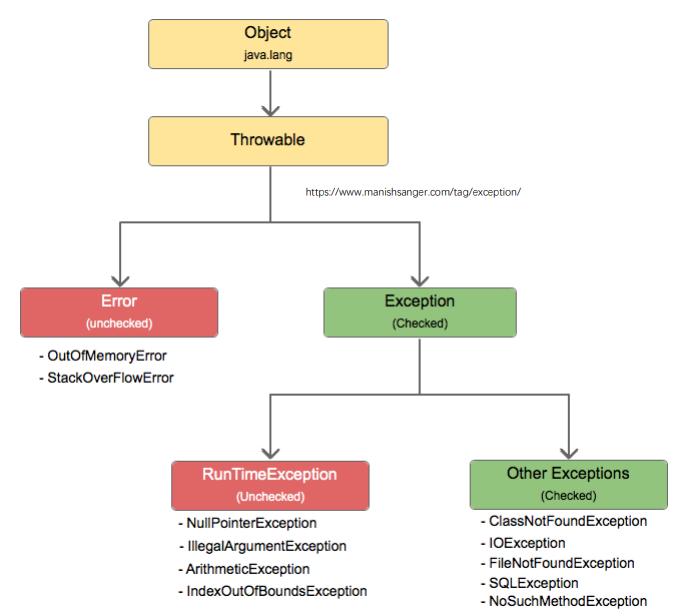 Object
java.lang
Throwable
https://www.manishsanger.com/tag/exception/
Error
(unchecked)
- OutOfMemoryError
- StackOverFlowError
Exception
(Checked)
RunTimeException
(Unchecked)
- NullPointerException
- IllegalArgumentException
- ArithmeticException
- IndexOutOfBoundsException
Other Exceptions
(Checked)
- ClassNotFoundException
- IOException
- FileNotFoundException
- SQLException
- NoSuchMethodException